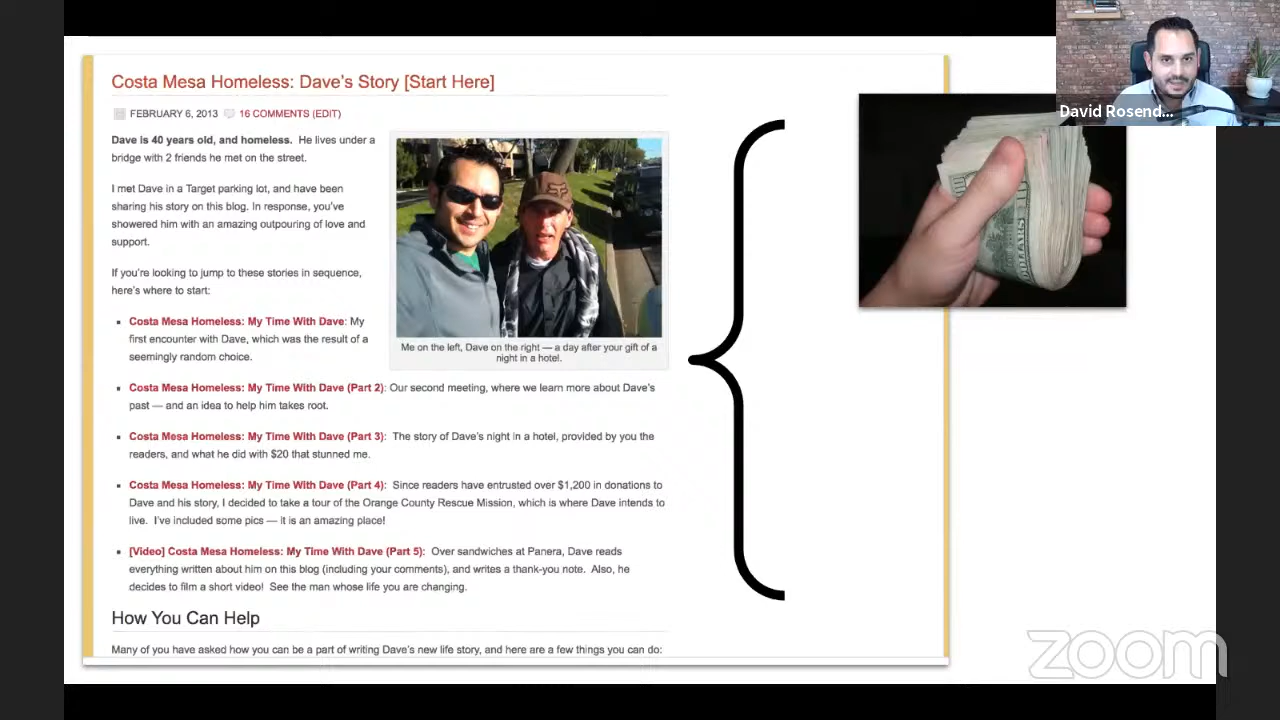 David Rosend...
Costa Mesa Homeless: Dave's Story [Start Here]
FEBRUARY 6, 2013 16 COMMENTS (EDIT)
Dave is 40 years old, and homeless. He lives under a
bridge with 2 friends he met on the street.
I met Dave in a Target parking lot, and have been
sharing his story on this blog. In response, you've
showered him with an amazing outpouring of love and
support.
If you're looking to jump to these stories in sequence,
here's where to start:
Me on the left, Dave on the right — a day after your gift of a
night in a hotel.
▪ Costa Mesa Homeless: My Time With Dave: My
first encounter with Dave, which was the result of a
seemingly random choice.
▪ Costa Mesa Homeless: My Time With Dave (Part 2): Our second meeting, where we learn more about Dave's
past — and an idea to help him takes root.
▪ Costa Mesa Homeless: My Time With Dave (Part 3): The story of Dave's night in a hotel, provided by you the
readers, and what he did with $20 that stunned me.
▪ Costa Mesa Homeless: My Time With Dave (Part 4): Since readers have entrusted over $1,200 in donations to
Dave and his story, I decided to take a tour of the Orange County Rescue Mission, which is where Dave intends to
live. I've included some pics — it is an amazing place!
▪ [Video] Costa Mesa Homeless: My Time With Dave (Part 5): Over sandwiches at Panera, Dave reads
everything written about him on this blog (including your comments), and writes a thank-you note. Also, he
decides to film a short video! See the man whose life you are changing.
How You Can Help
Many of you have asked how you can be a part of writing Dave's new life story, and here are a few things you can do:
DOLLARS
zoom